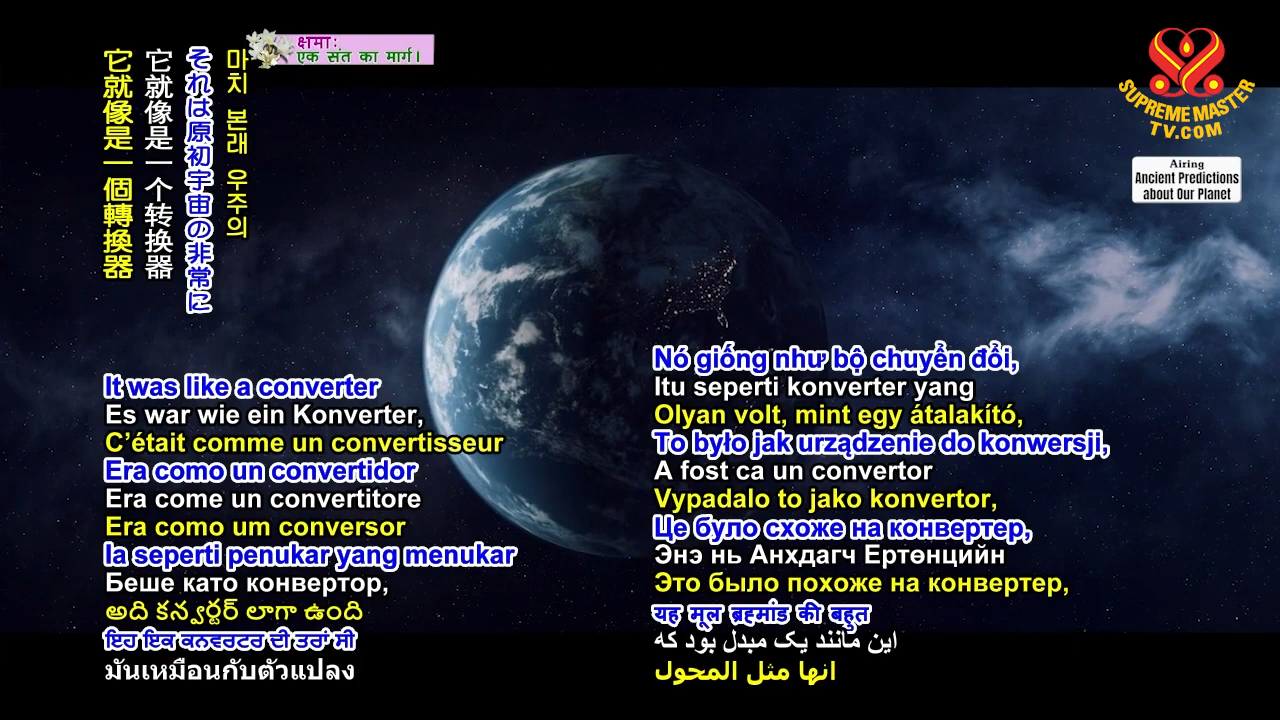 क्षमा:
एक संत का मार्ग।
SUPREME MASTER
TV.COM
Airing
Ancient Predictions
about Our Planet
마치 본래 우주의
それは原初宇宙の非常に
它就像是一个转换器
它就像是一個轉換器
It was like a converter
Es war wie ein Konverter,
C’était comme un convertisseur
Era como un convertidor
Era come un convertitore
Era como um conversor
Ia seperti penukar yang menukar
Беше като конвертор,
అది కన్వర్టర్ లాగా ఉంది
ਇਹ ਇਕ ਕਨਵਰਟਰ ਦੀ ਤਰਾਂ ਸੀ
มันเหมือนกับตัวแปลง
Nó giống như bộ chuyển đổi,
Itu seperti konverter yang
Olyan volt, mint egy átalakító,
To było jak urządzenie do konwersji,
A fost ca un convertor
Vypadalo to jako konvertor,
Це було схоже на конвертер,
Энэ нь Анхдагч Ертөнцийн
Это было похоже на конвертер,
यह मूल ब्रह्मांड की बहुत
این مانند یک مبدل بود که
انها مثل المحول